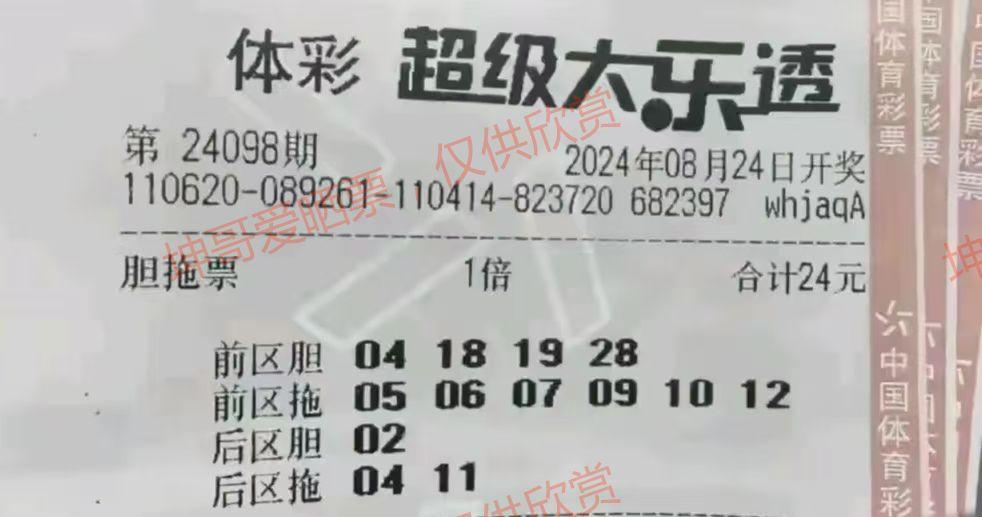 体彩 超级大乐透
第 24098期
2024年08月24日开奖
110620-089261-110414-823720 682397 whjaqA
胆拖票 1倍 合计24元
前区胆 04 18 19 28
前区拖 05 06 07 09 10 12
后区胆 02
后区拖 04 11
坤哥爱晒票 仅供欣赏
仅供欣赏
坤
国体育彩票
中国体育彩
国体育彩票
中国体育彩票